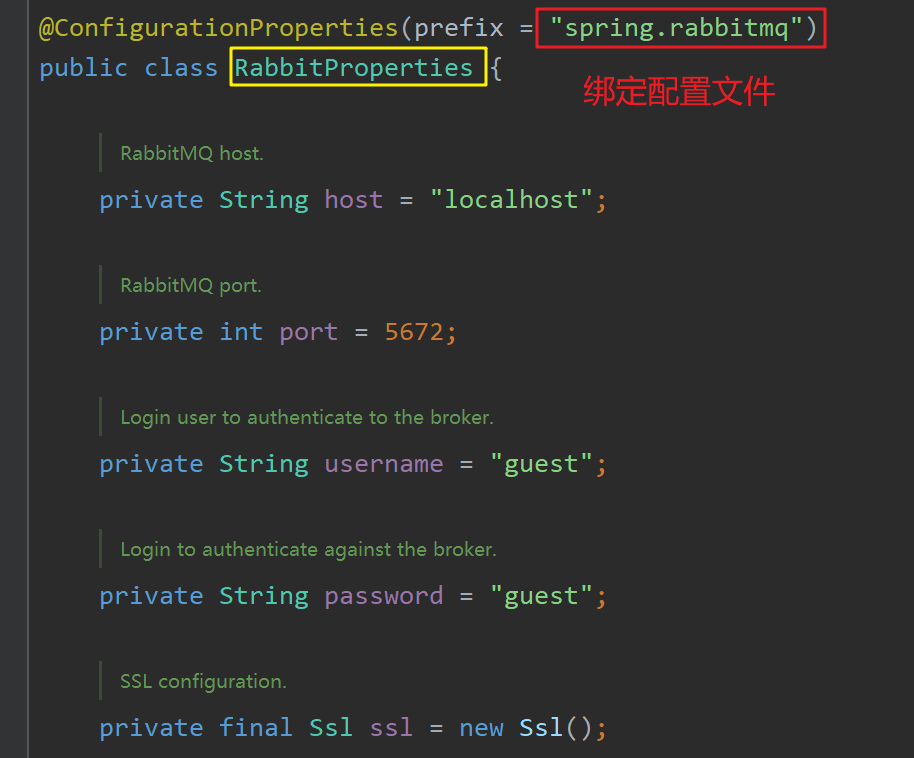 @ConfigurationProperties(prefix = "spring.rabbitmq")
public class RabbitProperties {
绑定配置文件
RabbitMQ host.
private String host = "localhost";
RabbitMQ port.
private int port = 5672;
Login user to authenticate to the broker.
private String username = "guest";
Login to authenticate against the broker.
private String password = "guest";
SSL configuration.
private final Ssl ssl = new Ssl();